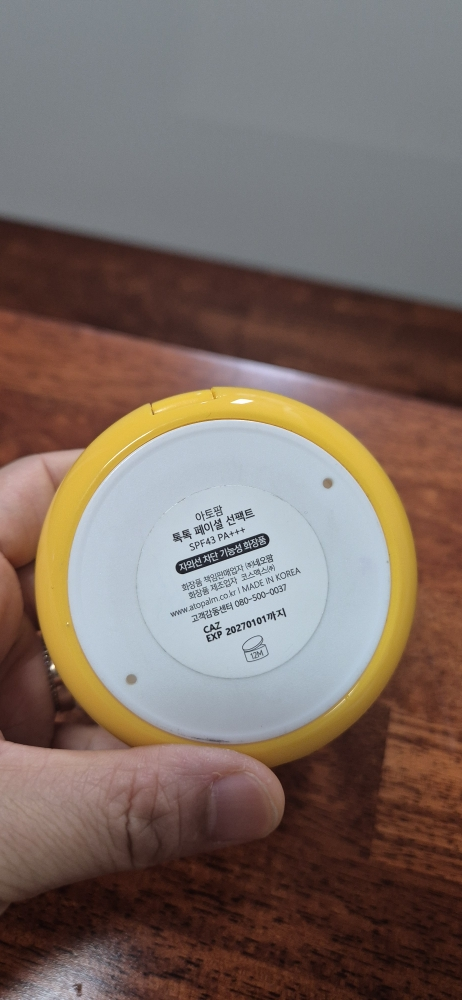 아토팜
톡톡 페이셜 선팩트
SPF43 PA+++
자외선 차단 기능성 화장품
화장품 책임판매업자 ㈜네오팜
화장품 제조업자 코스맥스㈜
www.atopalm.co.kr l MADE IN KOREA
고객감동센터 080-500-0037
CAZ
EXP 20270101까지
12M